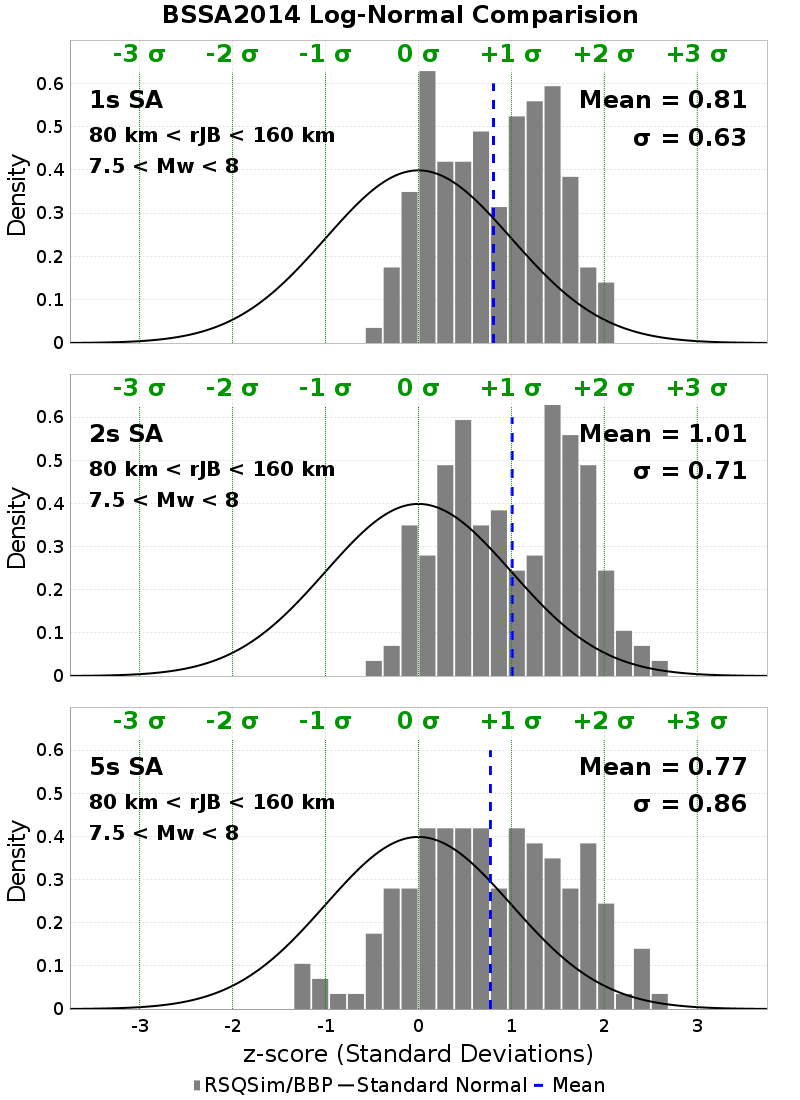 BSSA2014 Log-Normal Comparision
-3 σ -2 σ -1 σ 0 σ +1 σ +2 σ +3 σ
1s SA
Mean = 0.81
80 km < rJB < 160 km
σ = 0.63
7.5 < Mw < 8
Density
0.6
0.5
0.4
0.3
0.2
0.1
0
-3 σ -2 σ -1 σ 0 σ +1 σ +2 σ +3 σ
2s SA
Mean = 1.01
80 km < rJB < 160 km
σ = 0.71
7.5 < Mw < 8
Density
0.6
0.5
0.4
0.3
0.2
0.1
0
-3 σ -2 σ -1 σ 0 σ +1 σ +2 σ +3 σ
5s SA
Mean = 0.77
80 km < rJB < 160 km
σ = 0.86
7.5 < Mw < 8
Density
0.6
0.5
0.4
0.3
0.2
0.1
0
-3 -2 -1 0 1 2 3
z-score (Standard Deviations)
RSQSim/BBP Standard Normal Mean